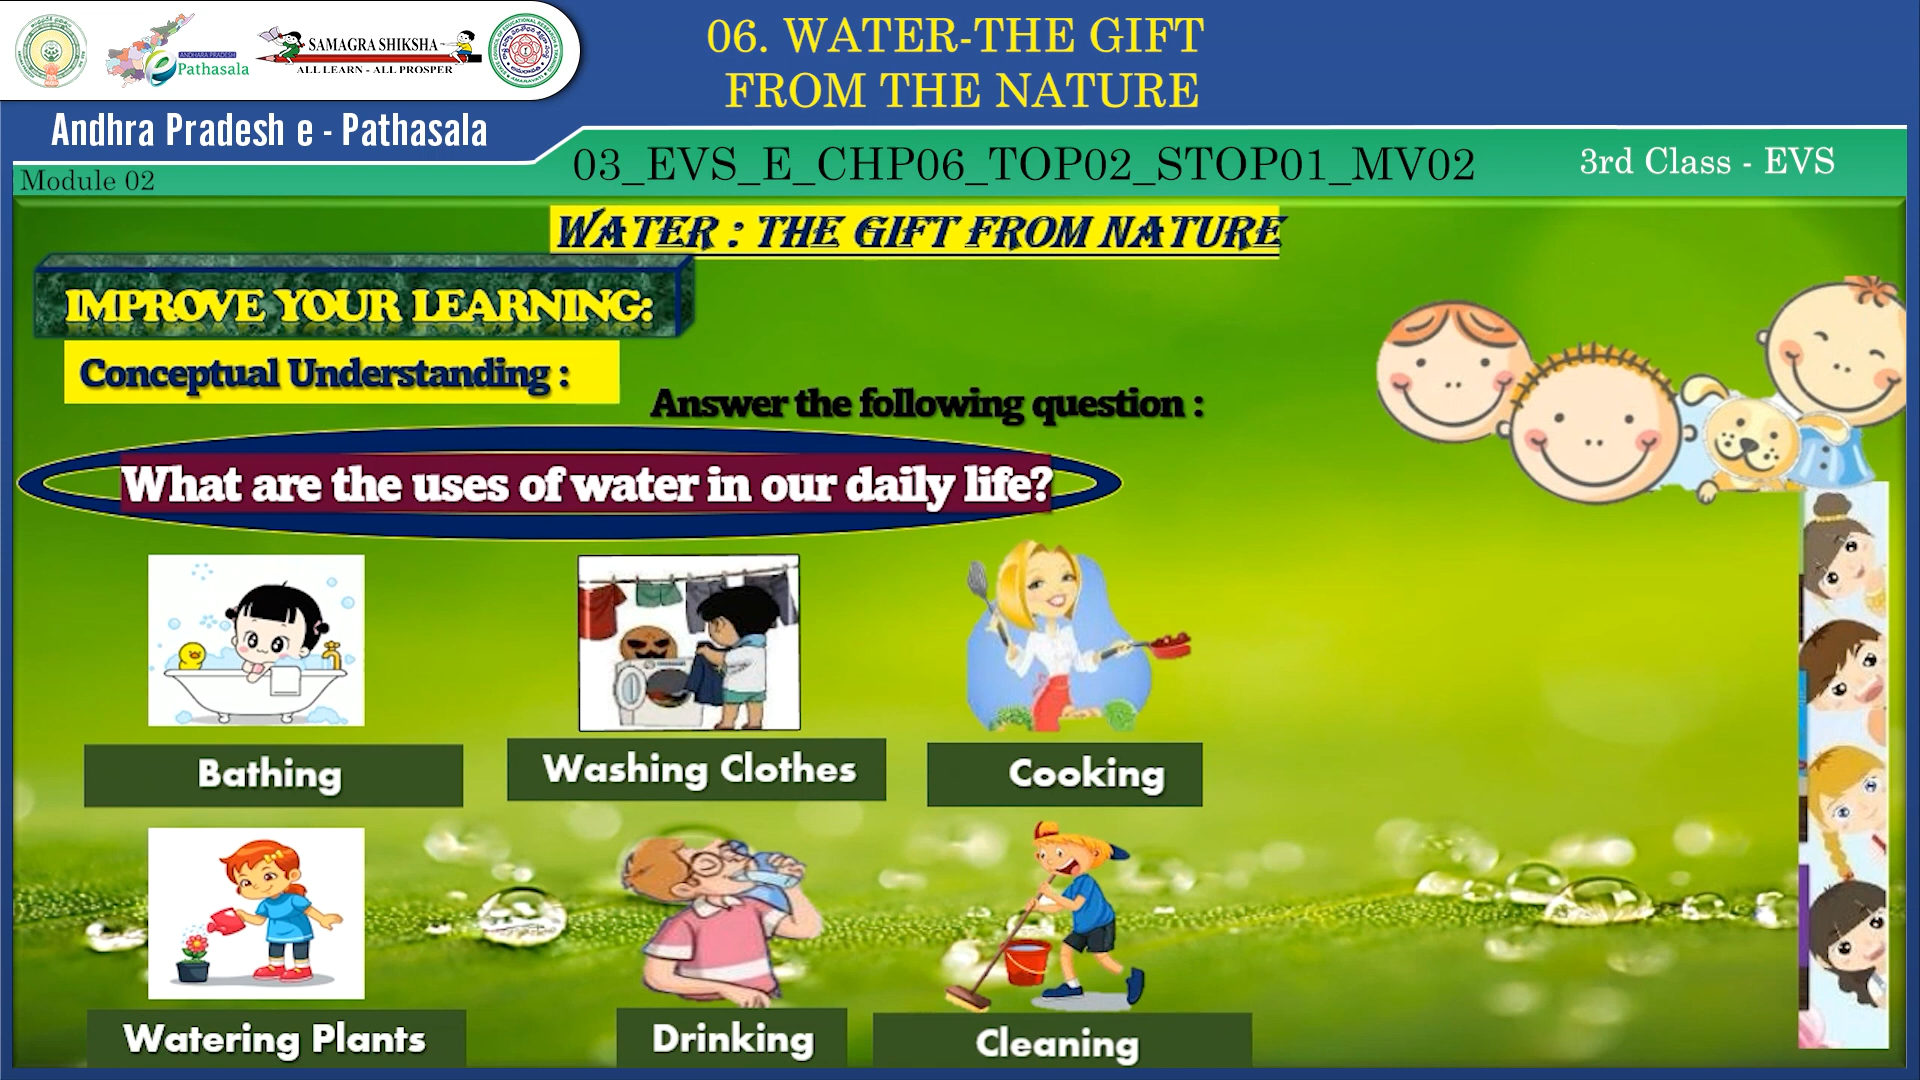 ANDHRA PRADESH
Pathasala
SAMAGRA SHIKSHA
ALL LEARN - ALL PROSPER
Andhra Pradesh e - Pathasala
06. WATER-THE GIFT
FROM THE NATURE
Module 02
03_EVS_E_CHP06_TOP02_STOP01_MV02
3rd Class - EVS
WATER : THE GIFT FROM NATURE
IMPROVE YOUR LEARNING:
Conceptual Understanding :
Answer the following question :
What are the uses of water in our daily life?
Bathing
Washing Clothes
Cooking
Watering Plants
Drinking
Cleaning